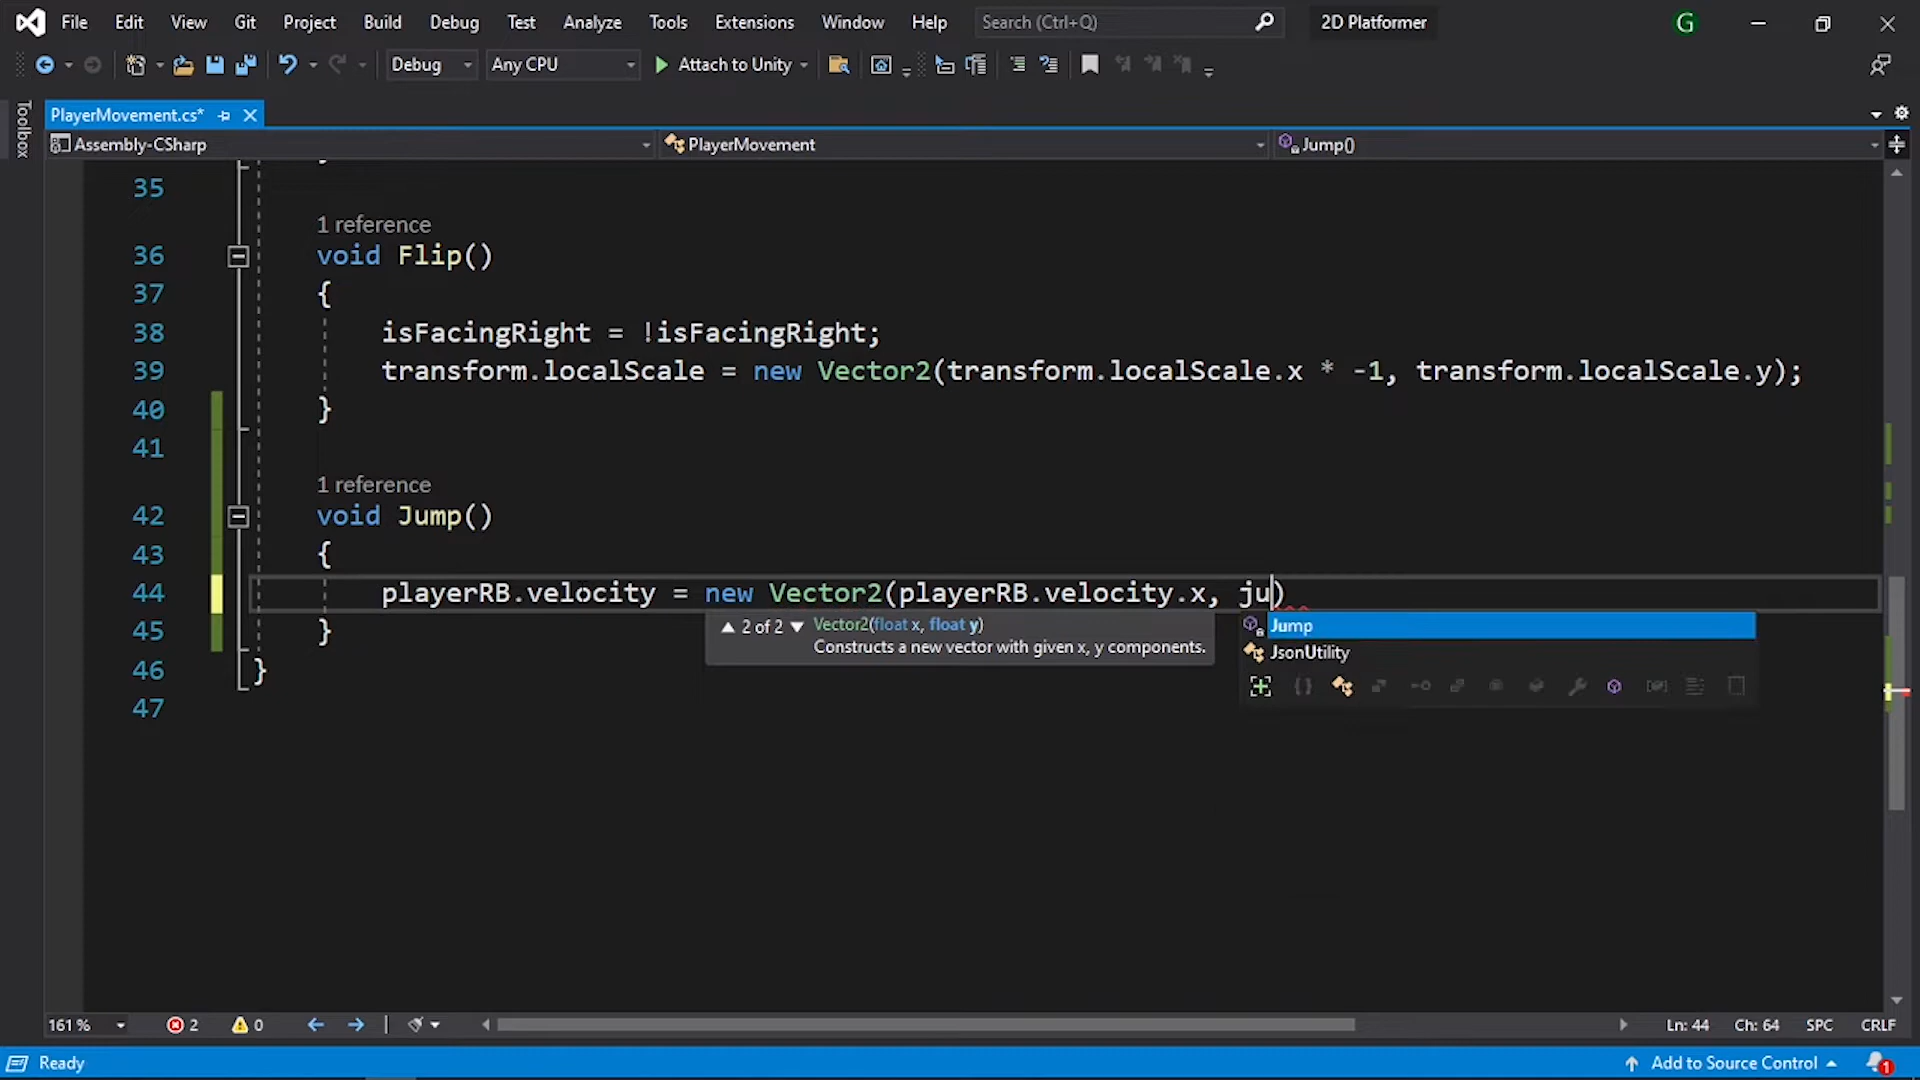 File Edit View Git Project Build Debug Test Analyze Tools Extensions Window Help Search (Ctrl+Q) 2D Platformer G
Debug Any CPU Attach to Unity
Toolbox
PlayerMovement.cs*
Assembly-CSharp PlayerMovement Jump()
35
1 reference
36 void Flip()
37 {
38 isFacingRight = !isFacingRight;
39 transform.localScale = new Vector2(transform.localScale.x * -1, transform.localScale.y);
40 }
41
1 reference
42 void Jump()
43 {
44 playerRB.velocity = new Vector2(playerRB.velocity.x, ju)
2 of 2 Vector2(float x, float y)
Constructs a new vector with given x, y components.
Jump
JsonUtility
45 }
46 }
47
161 % 2 0 Ln: 44 Ch: 64 SPC CRLF
Ready Add to Source Control 1